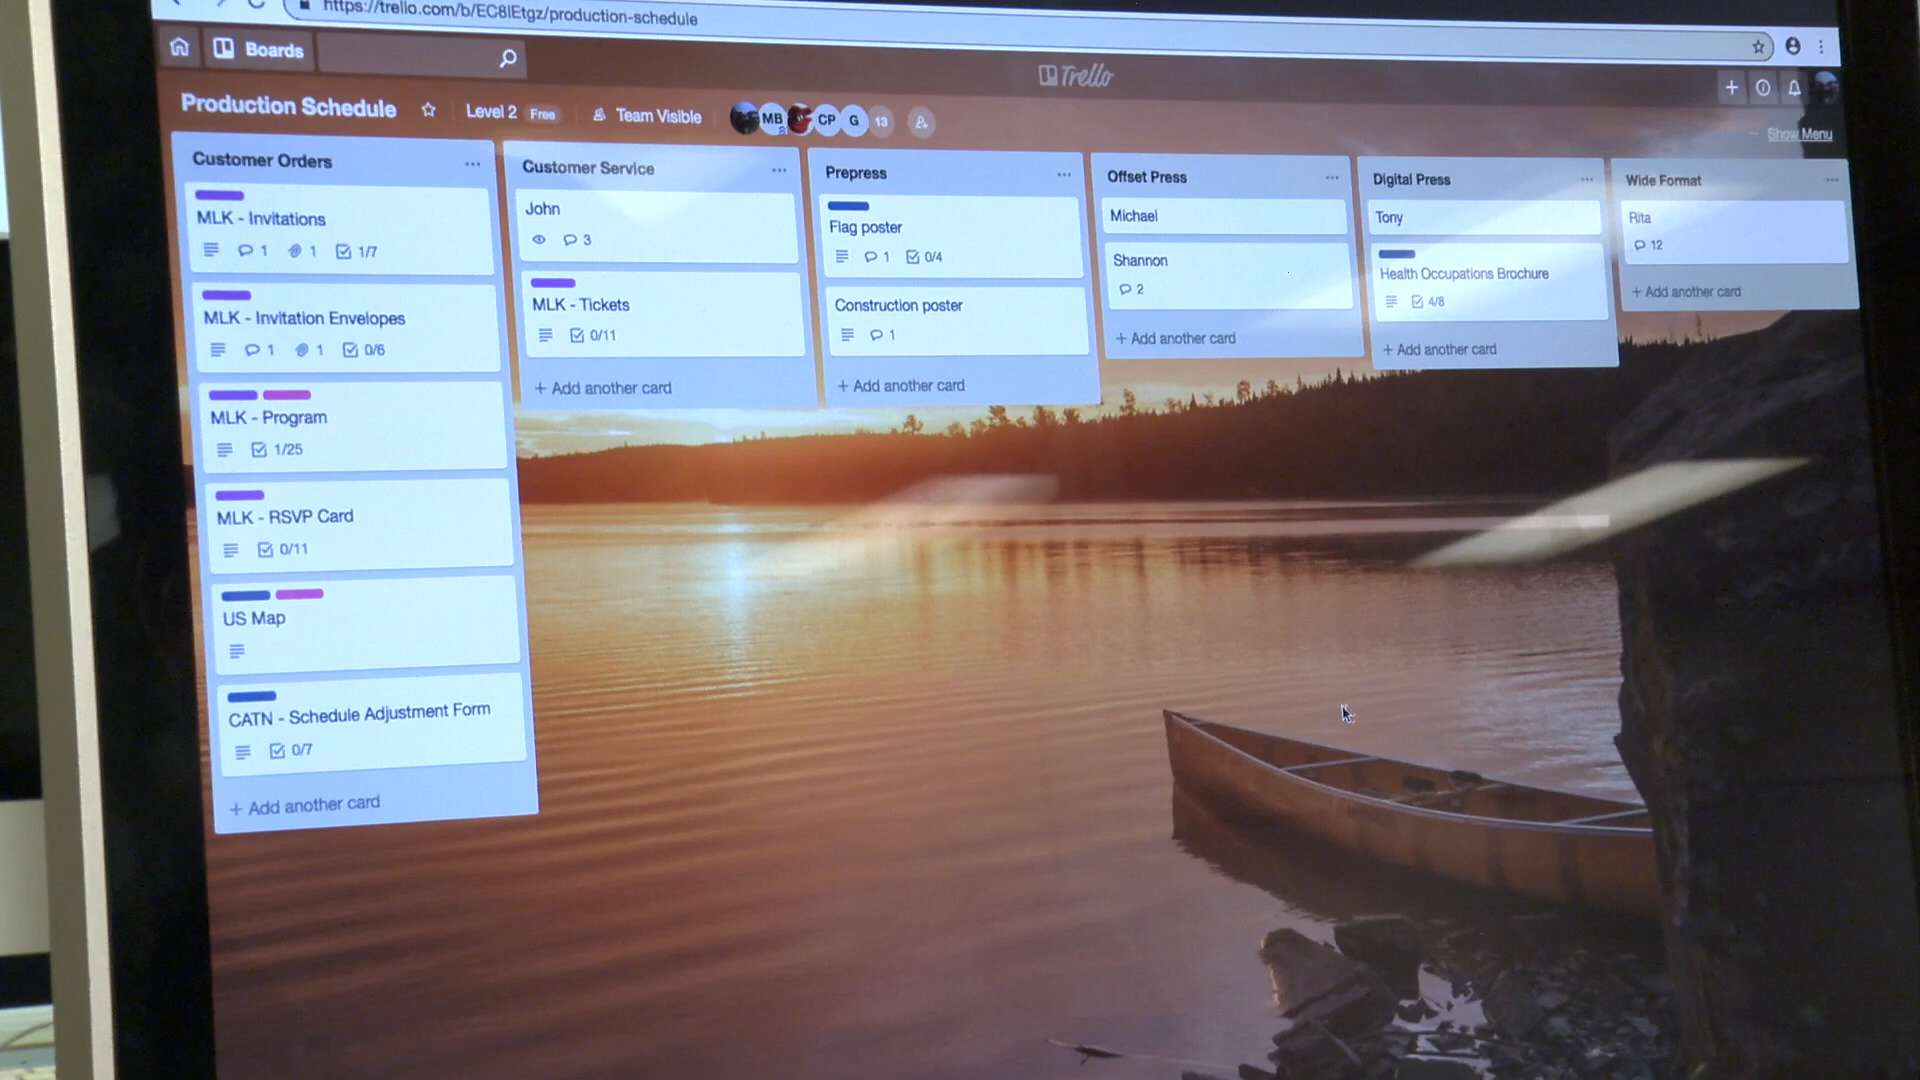 https://trello.com/b/EC8lEtgz/production-schedule
Boards
Trello
Production Schedule
Level 2 Free
Team Visible
MB CP G 13
Show Menu
Customer Orders
MLK - Invitations
1 1 1/7
MLK - Invitation Envelopes
1 1 0/6
MLK - Program
1/25
MLK - RSVP Card
0/11
US Map
CATN - Schedule Adjustment Form
0/7
+ Add another card
Customer Service
John
3
MLK - Tickets
0/11
+ Add another card
Prepress
Flag poster
1 0/4
Construction poster
1
+ Add another card
Offset Press
Michael
Shannon
2
+ Add another card
Digital Press
Tony
Health Occupations Brochure
4/8
+ Add another card
Wide Format
Rita
12
+ Add another card